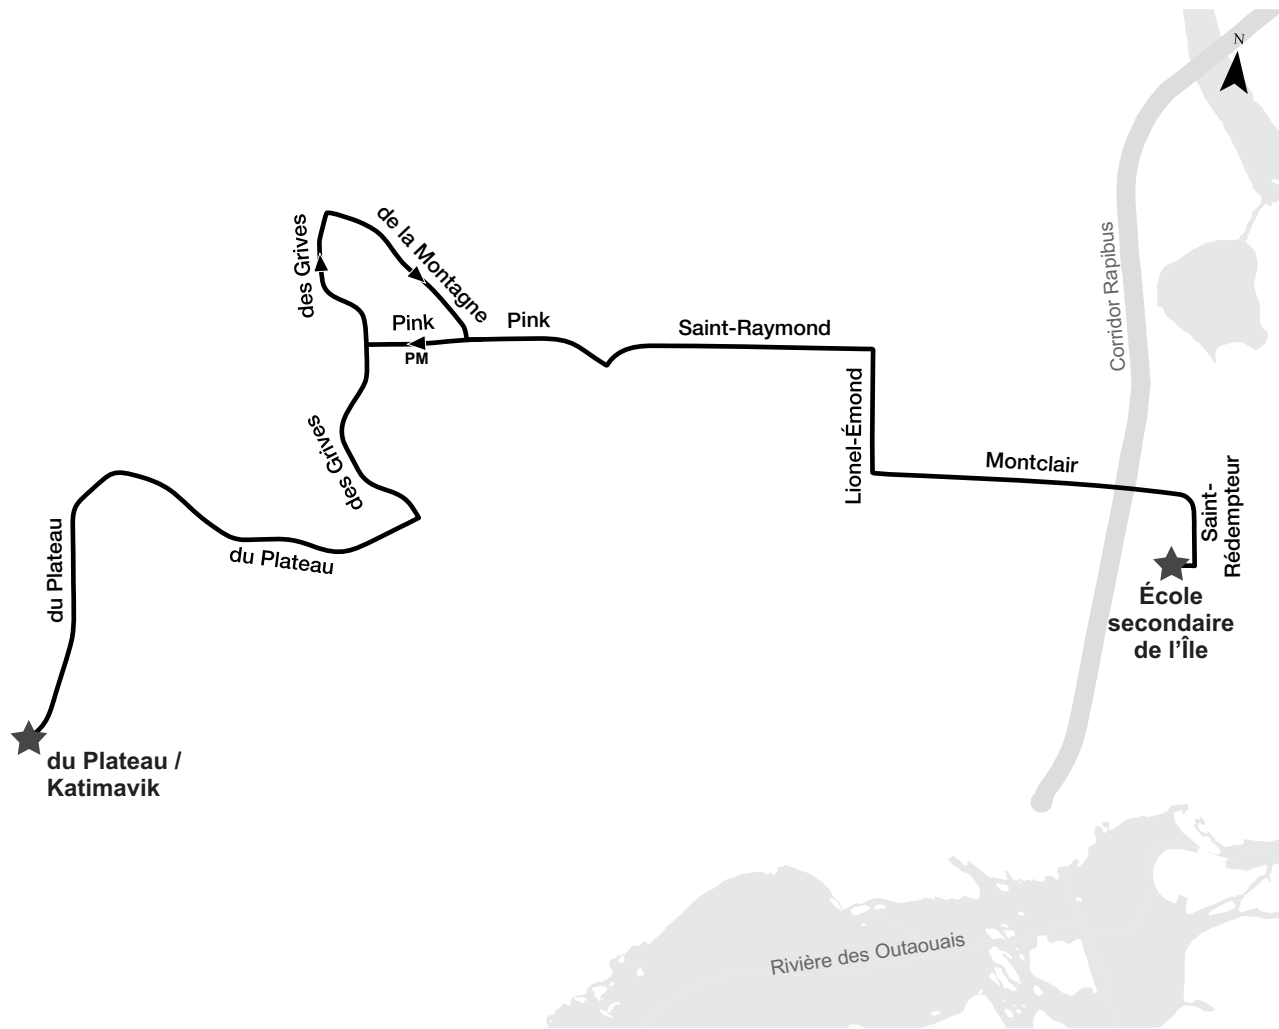 N
des Grives
de la Montagne
Corridor Rapibus
Pink
Pink
Saint-Raymond
PM
Lionel-Émond
des Grives
Montclair
Saint-
Rédempteur
du Plateau
du Plateau
École
secondaire
de l'Île
du Plateau /
Katimavik
Rivière des Outaouais